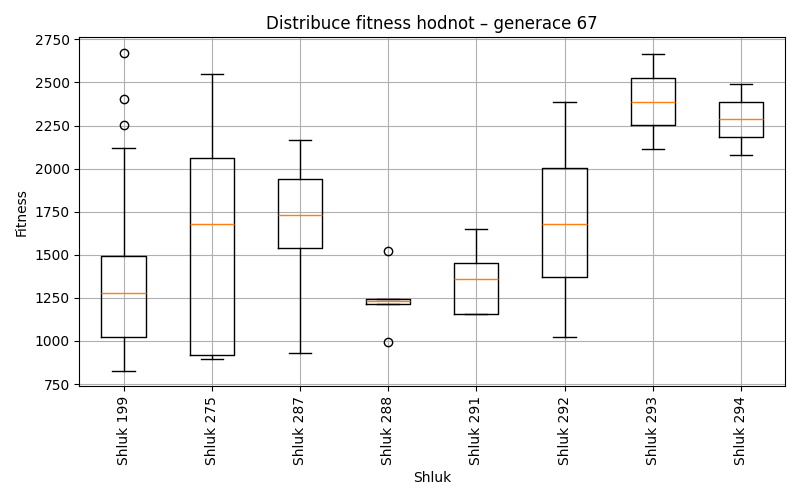 Distribuce fitness hodnot – generace 67
2750
2500
2250
2000
1750
1500
1250
1000
750
Fitness
Shluk 199
Shluk 275
Shluk 287
Shluk 288
Shluk 291
Shluk 292
Shluk 293
Shluk 294
Shluk